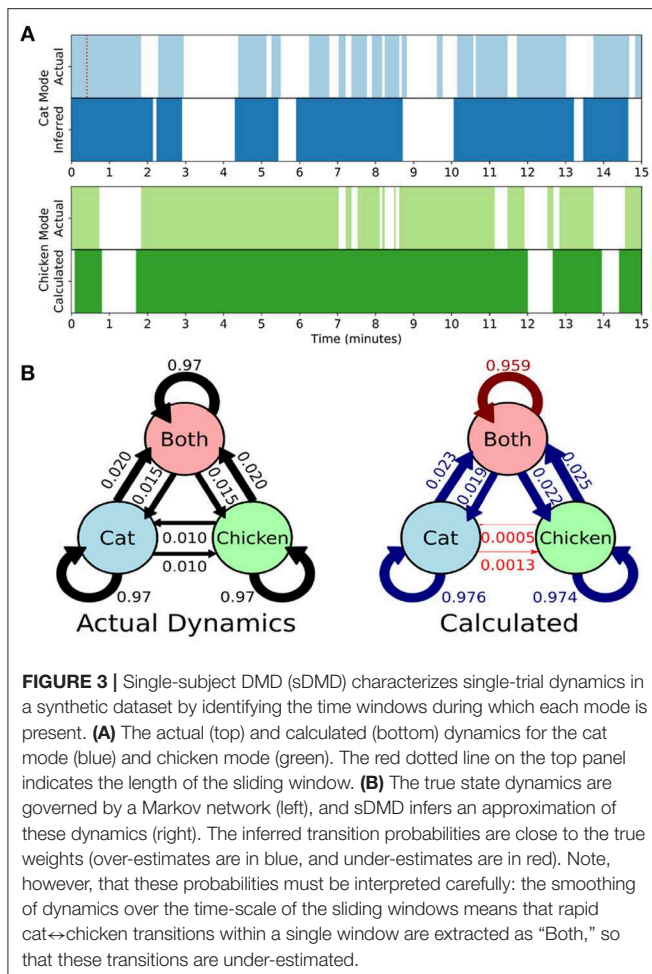 A
Cat Mode
Inferred Actual
0 1 2 3 4 5 6 7 8 9 10 11 12 13 14 15
Chicken Mode
Calculated Actual
0 1 2 3 4 5 6 7 8 9 10 11 12 13 14 15
Time (minutes)
B
0.97
Both
0.020
0.015
0.015
0.020
Cat
0.010
0.010
Chicken
0.97
0.97
Actual Dynamics
0.959
Both
0.023
0.019
0.022
0.025
Cat
0.0005
0.0013
Chicken
0.976
0.974
Calculated
FIGURE 3 | Single-subject DMD (sDMD) characterizes single-trial dynamics in
a synthetic dataset by identifying the time windows during which each mode is
present. (A) The actual (top) and calculated (bottom) dynamics for the cat
mode (blue) and chicken mode (green). The red dotted line on the top panel
indicates the length of the sliding window. (B) The true state dynamics are
governed by a Markov network (left), and sDMD infers an approximation of
these dynamics (right). The inferred transition probabilities are close to the true
weights (over-estimates are in blue, and under-estimates are in red). Note,
however, that these probabilities must be interpreted carefully: the smoothing
of dynamics over the time-scale of the sliding windows means that rapid
cat↔chicken transitions within a single window are extracted as “Both,” so
that these transitions are under-estimated.